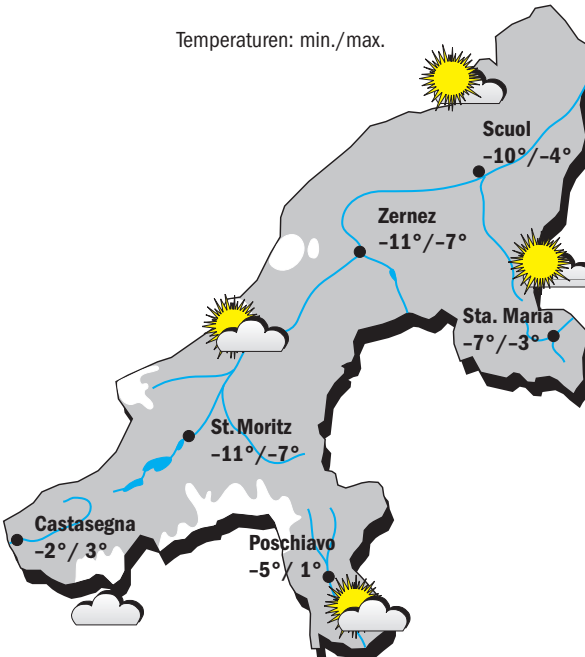 Temperaturen: min./max.
Scuol
–10°/–4°
Zernez
–11°/–7°
Sta. Maria
–7°/–3°
St. Moritz
–11°/–7°
Castasegna
–2°/ 3°
Poschiavo
–5°/ 1°